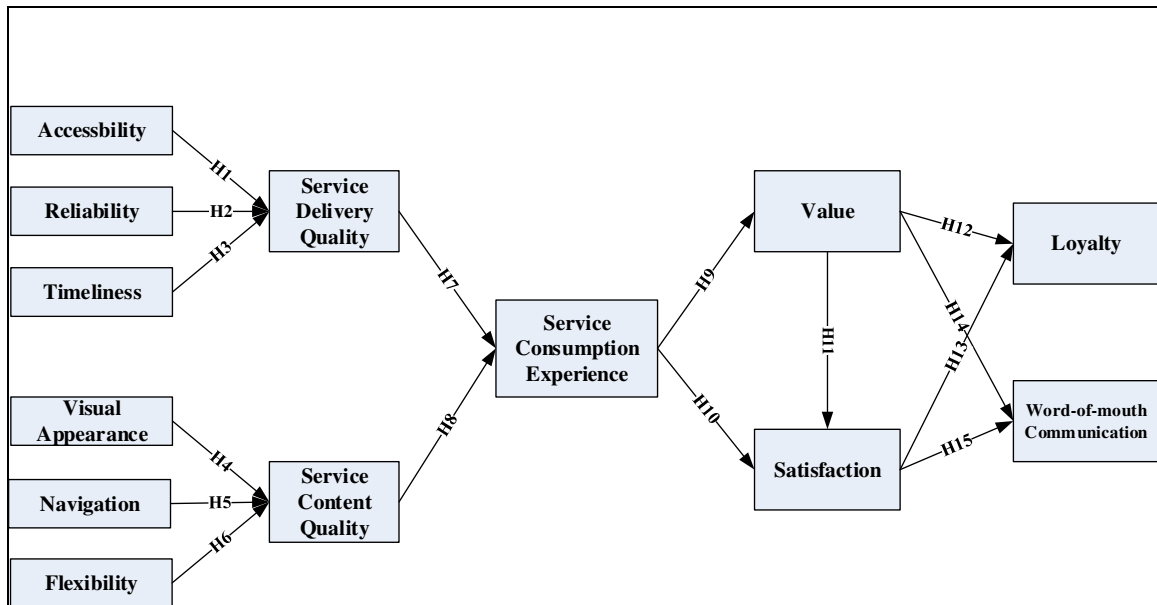 Accessbility
H1
Reliability
H2
Timeliness
H3
Service
Delivery
Quality
Visual
Appearance
H4
Navigation
H5
Flexibility
H6
Service
Content
Quality
H7
H8
Service
Consumption
Experience
H9
H10
Value
H11
Satisfaction
H12
H14
H13
H15
Loyalty
Word-of-mouth
Communication